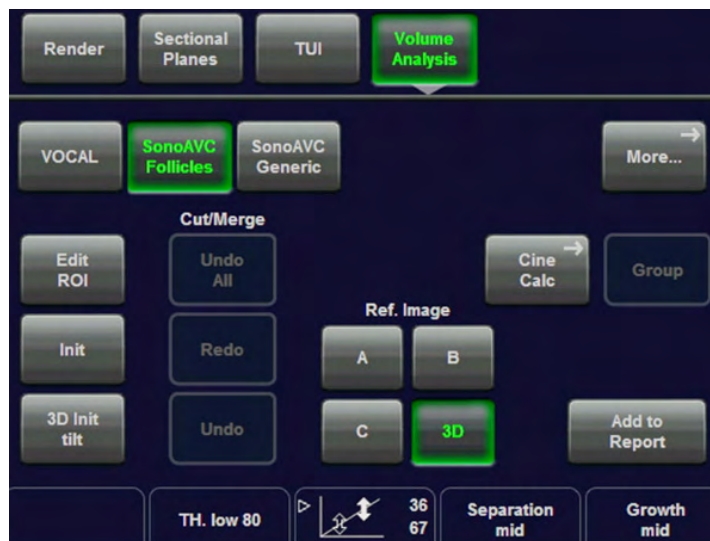 Render
Sectional
Planes
TUI
Volume
Analysis
VOCAL
SonoAVC
Follicles
SonoAVC
Generic
More...
Cut/Merge
Edit
ROI
Undo
All
Cine
Calc
Group
Ref. Image
Init
Redo
A
B
3D Init
tilt
Undo
C
3D
Add to
Report
TH. low 80
36
67
Separation
mid
Growth
mid